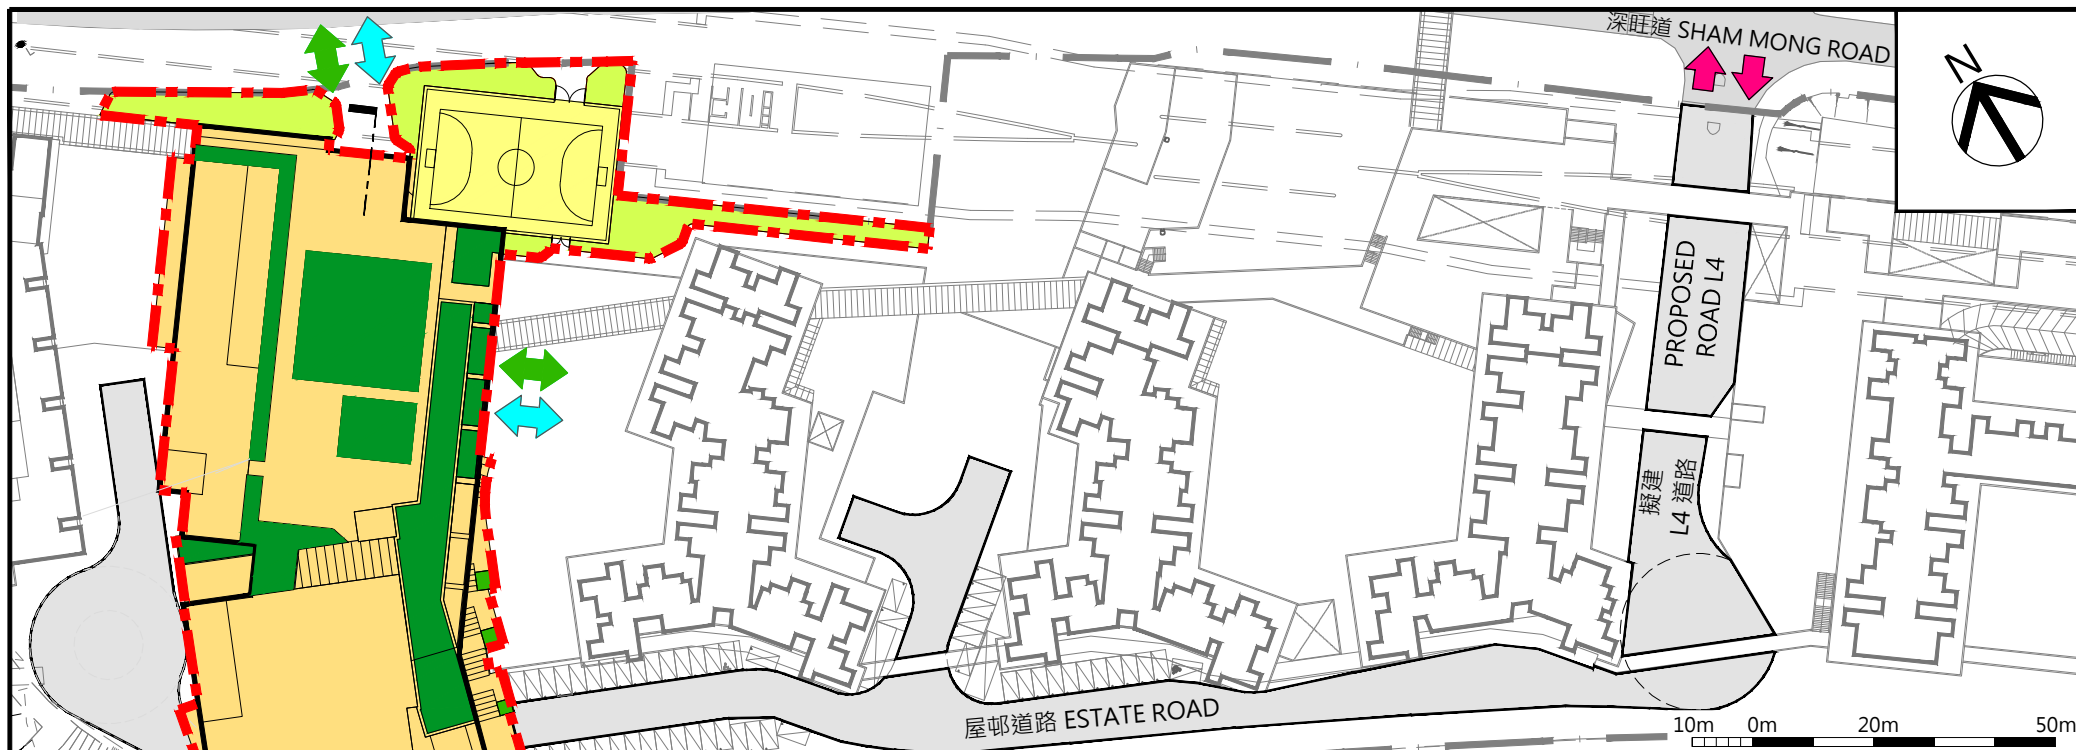 深旺道 SHAM MONG ROAD
N
PROPOSED
ROAD L4
擬建
L4 道路
屋邨道路 ESTATE ROAD
10m 0m 20m 50m